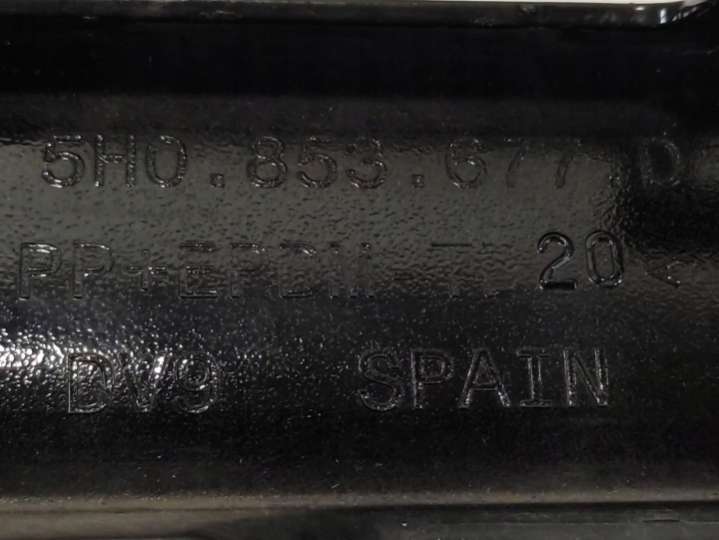 5H0.853.677.D
PP+EPDM-T 20<
DV9 SPAIN